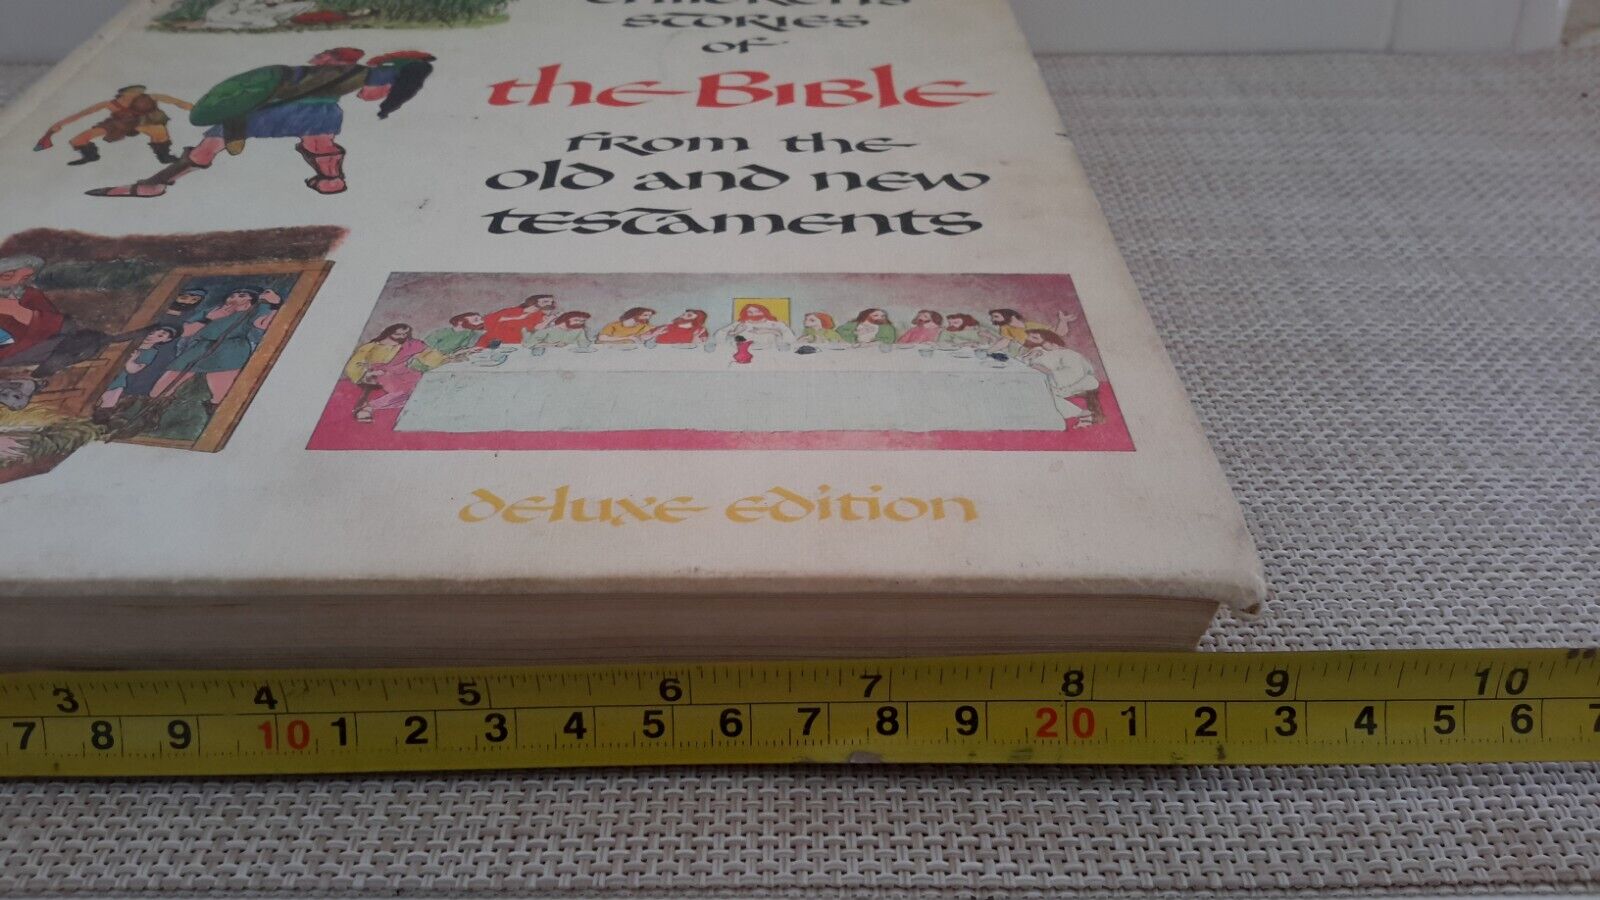 children's
stories
of
the Bible
from the
old and new
testaments
deluxe edition
3 4 5 6 7 8 9 10
7 8 9 10 1 2 3 4 5 6 7 8 9 20 1 2 3 4 5 6 7